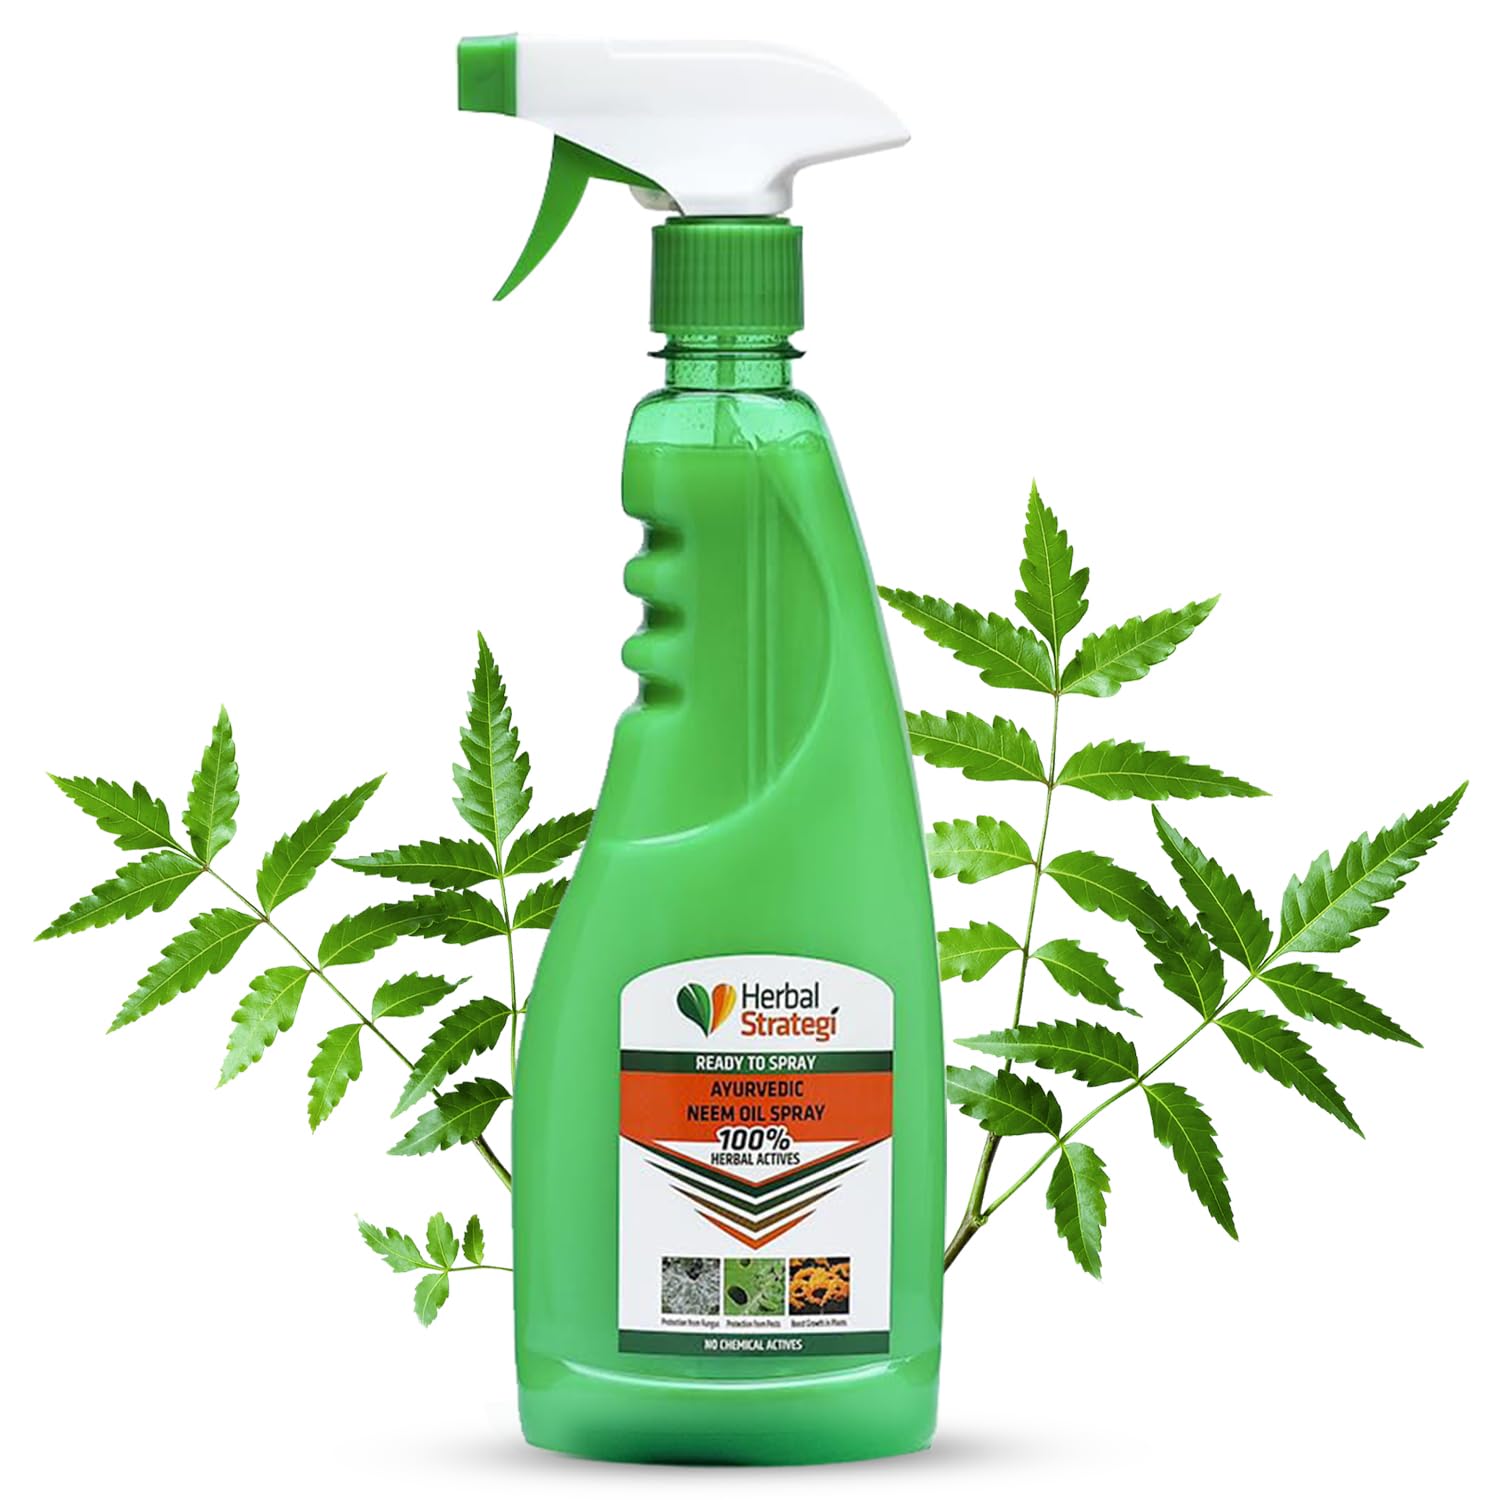 Herbal
Strategi
READY TO SPRAY
AYURVEDIC
NEEM OIL SPRAY
100%
HERBAL ACTIVES
Protection from Fungus Protection from Pests Boost Growth in Plants
NO CHEMICAL ACTIVES